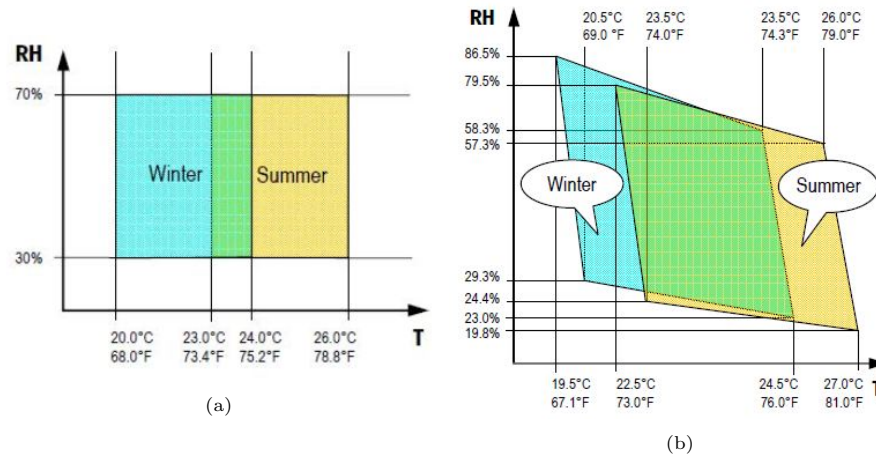 RH
70%
Winter
Summer
30%
20.0°C
68.0°F
23.0°C
73.4°F
24.0°C
75.2°F
26.0°C
78.8°F
T
(a)
20.5°C
69.0 °F
23.5°C
74.0°F
23.5°C
74.3°F
26.0°C
79.0°F
RH
86.5%
79.5%
58.3%
57.3%
Winter
Summer
29.3%
24.4%
23.0%
19.8%
19.5°C
67.1°F
22.5°C
73.0°F
24.5°C
76.0°F
27.0°C
81.0°F
T
(b)